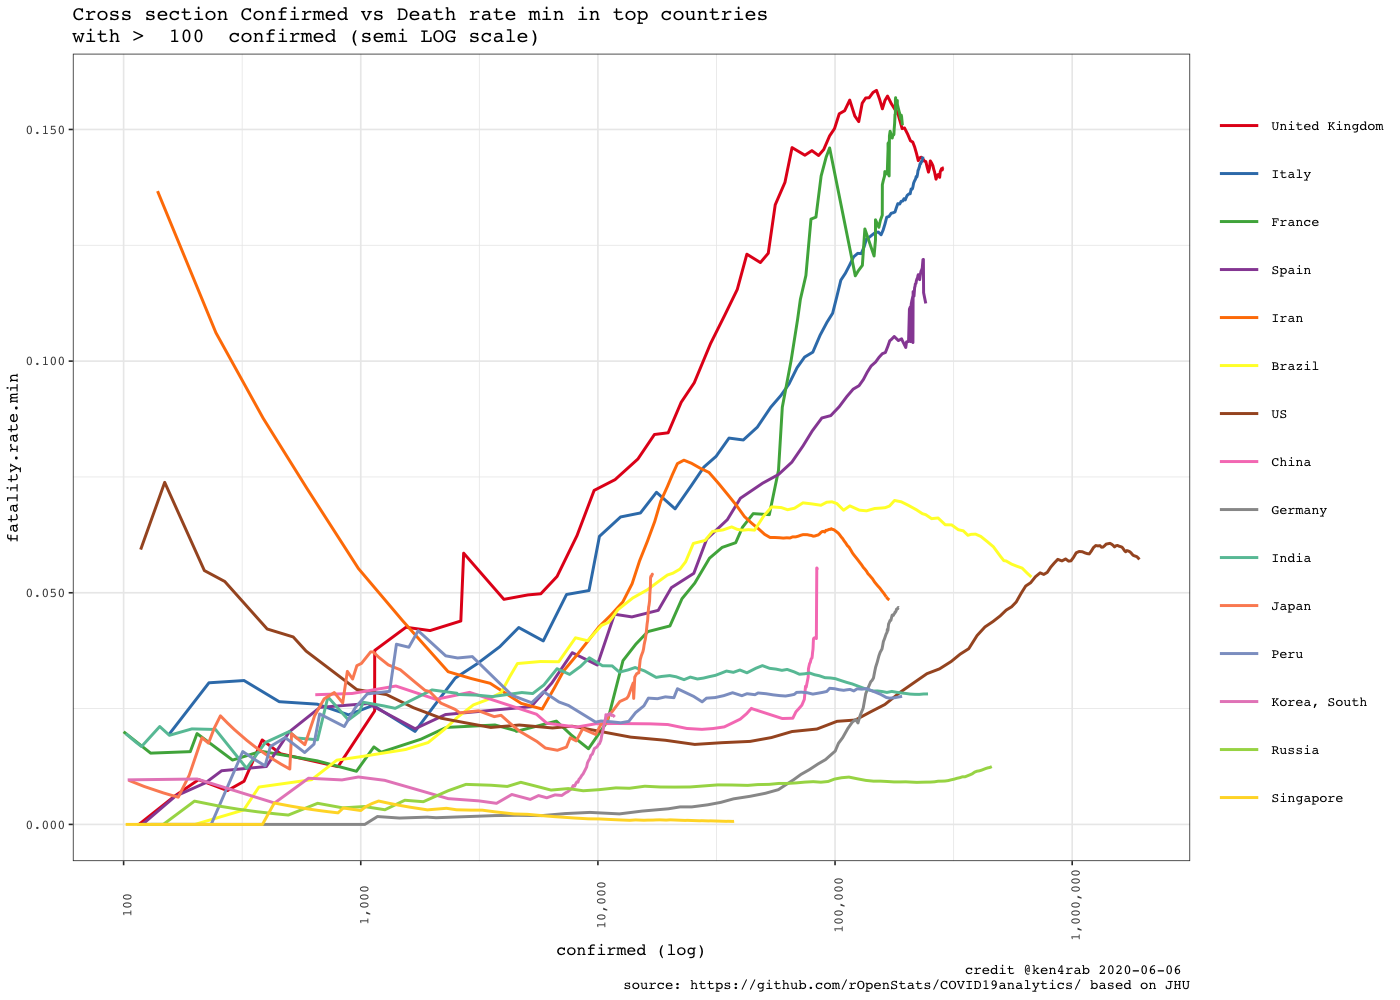 Cross section Confirmed vs Death rate min in top countries
with >  100  confirmed (semi LOG scale)
fatality.rate.min
0.150
0.100
0.050
0.000
100
1,000
10,000
100,000
1,000,000
confirmed (log)
United Kingdom
Italy
France
Spain
Iran
Brazil
US
China
Germany
India
Japan
Peru
Korea, South
Russia
Singapore
credit @ken4rab 2020-06-06
source: https://github.com/rOpenStats/COVID19analytics/ based on JHU